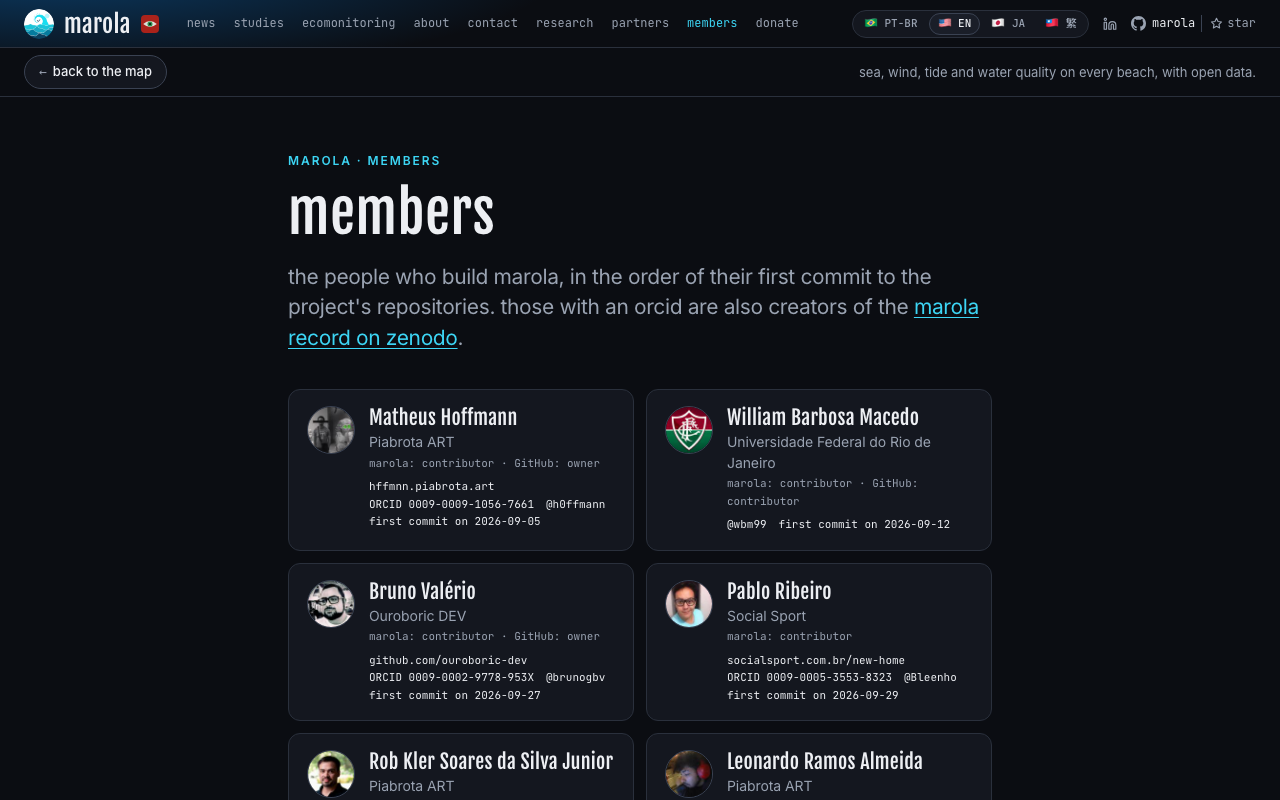 marola
news studies ecomonitoring about contact research partners members donate
🇧🇷 PT-BR 🇺🇸 EN 🇯🇵 JA 🇹🇼 繁
marola star
← back to the map
sea, wind, tide and water quality on every beach, with open data.
MAROLA · MEMBERS
members
the people who build marola, in the order of their first commit to the
project's repositories. those with an orcid are also creators of the marola
record on zenodo.
Matheus Hoffmann
Piabrota ART
marola: contributor · GitHub: owner
hffmnn.piabrota.art
ORCID 0009-0009-1056-7661 @h0ffmann
first commit on 2026-09-05
William Barbosa Macedo
Universidade Federal do Rio de
Janeiro
marola: contributor · GitHub:
contributor
@wbm99 first commit on 2026-09-12
Bruno Valério
Ouroboric DEV
marola: contributor · GitHub: owner
github.com/ouroboric-dev
ORCID 0009-0002-9778-953X @brunogbv
first commit on 2026-09-27
Pablo Ribeiro
Social Sport
marola: contributor
socialsport.com.br/new-home
ORCID 0009-0005-3553-8323 @Bleenho
first commit on 2026-09-29
Rob Kler Soares da Silva Junior
Piabrota ART
Leonardo Ramos Almeida
Piabrota ART